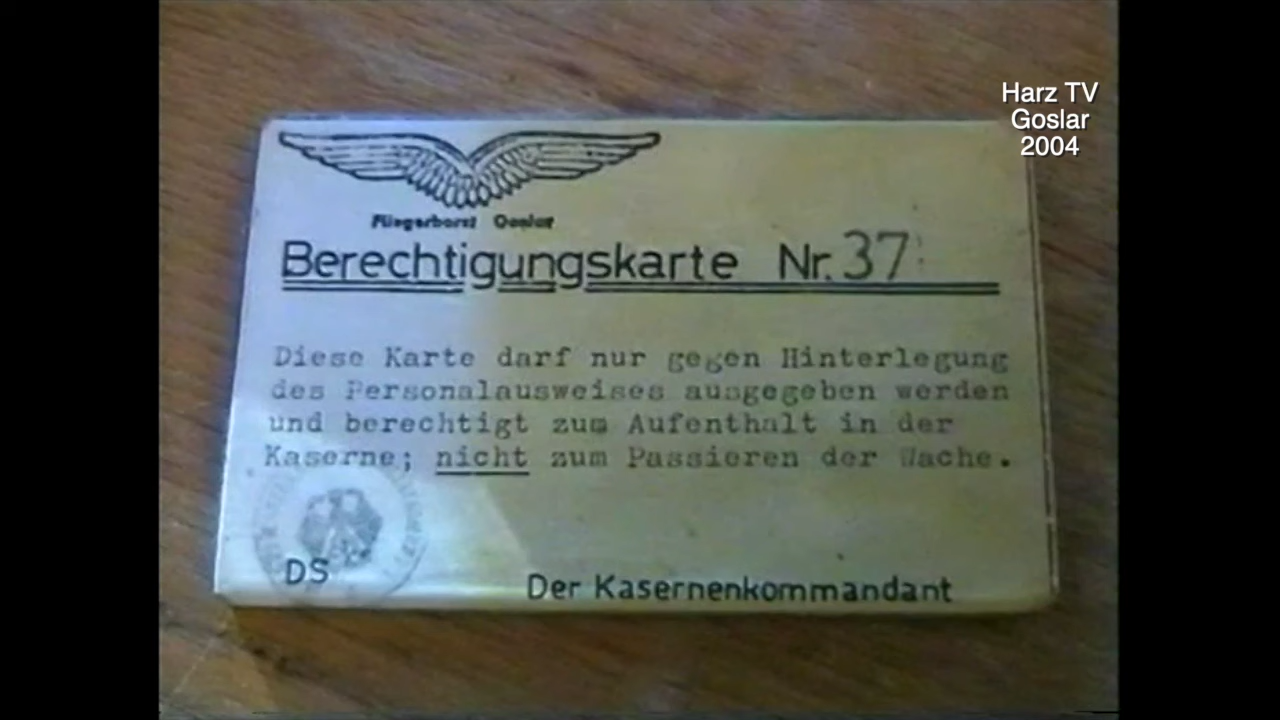 Harz TV
Goslar
2004
Fliegerhorst Goslar
Berechtigungskarte Nr. 37
Diese Karte darf nur gegen Hinterlegung
des Personalausweises ausgegeben werden
und berechtigt zum Aufenthalt in der
Kaserne; nicht zum Passieren der Wache.
DS
Der Kasernenkommandant